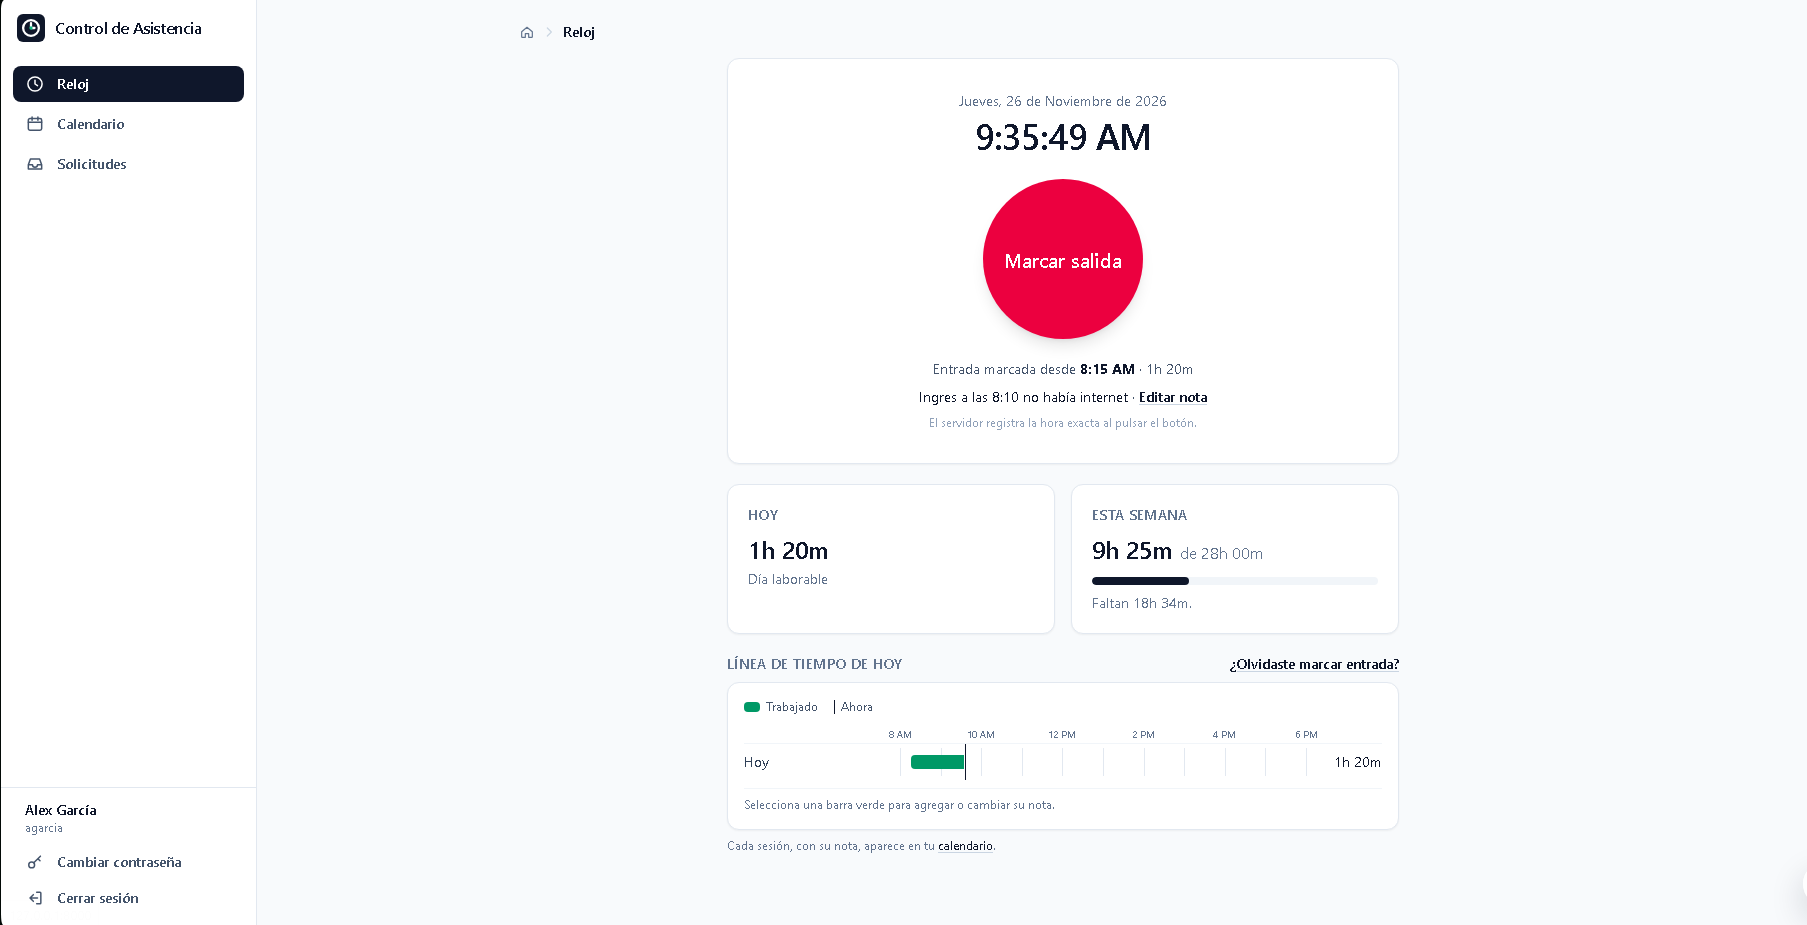 Control de Asistencia
Reloj
Calendario
Solicitudes
Alex García
agarcia
Cambiar contraseña
Cerrar sesión
Reloj
Jueves, 26 de Noviembre de 2026
9:35:49 AM
Marcar salida
Entrada marcada desde 8:15 AM · 1h 20m
Ingres a las 8:10 no había internet · Editar nota
El servidor registra la hora exacta al pulsar el botón.
HOY
1h 20m
Día laborable
ESTA SEMANA
9h 25m de 28h 00m
Faltan 18h 34m.
LÍNEA DE TIEMPO DE HOY
¿Olvidaste marcar entrada?
Trabajado Ahora
8 AM 10 AM 12 PM 2 PM 4 PM 6 PM
Hoy 1h 20m
Selecciona una barra verde para agregar o cambiar su nota.
Cada sesión, con su nota, aparece en tu calendario.